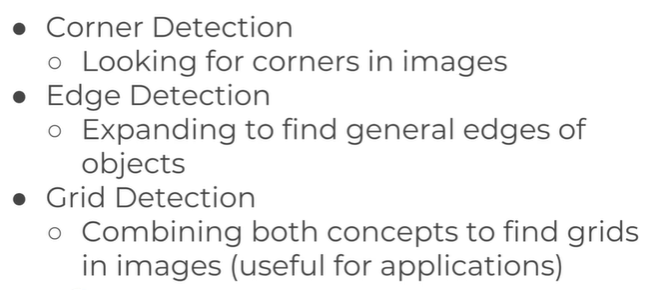 ● Corner Detection
○ Looking for corners in images
● Edge Detection
○ Expanding to find general edges of
objects
● Grid Detection
○ Combining both concepts to find grids
in images (useful for applications)